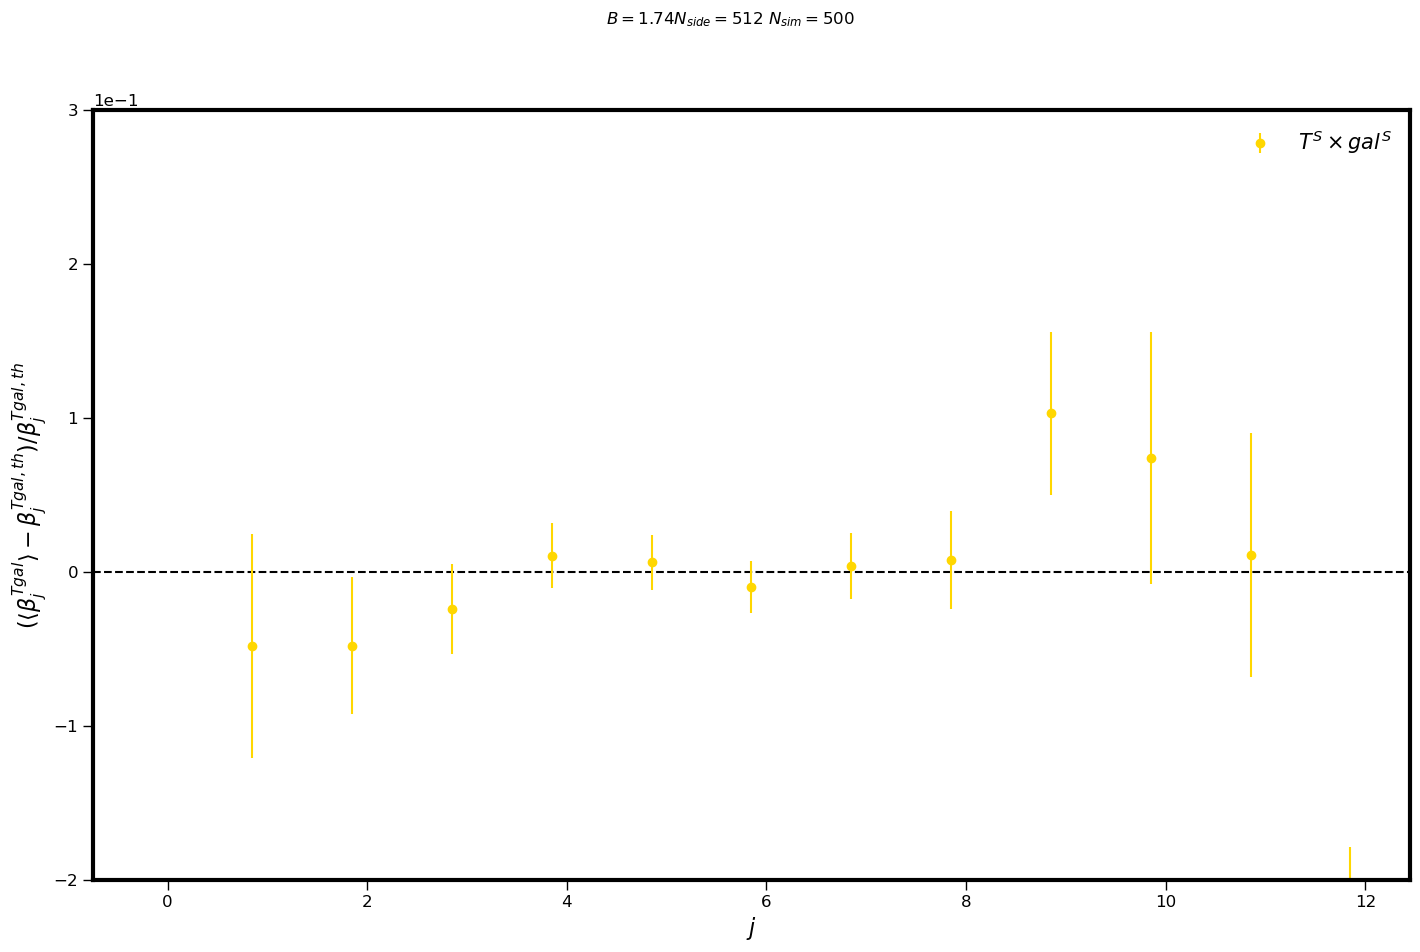 B = 1.74N_{side} = 512 N_{sim} = 500
1e−1
3
2
1
0
−1
−2
(⟨β_j^{Tgal}⟩ − β_j^{Tgal, th})/β_j^{Tgal, th}
T^S × gal^S
0 2 4 6 8 10 12
j